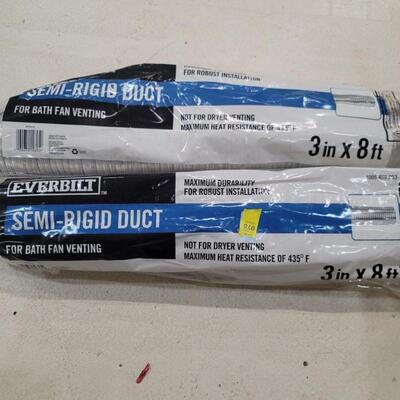 FOR ROBUST INSTALLATION
SEMI-RIGID DUCT
FOR BATH FAN VENTING
NOT FOR DRYER VENTING
MAXIMUM HEAT RESISTANCE OF 435° F
3 in X 8 ft
EVERBILT™
MAXIMUM DURABILITY
FOR ROBUST INSTALLATION
SEMI-RIGID DUCT
FOR BATH FAN VENTING
NOT FOR DRYER VENTING
MAXIMUM HEAT RESISTANCE OF 435° F
3 in X 8 ft